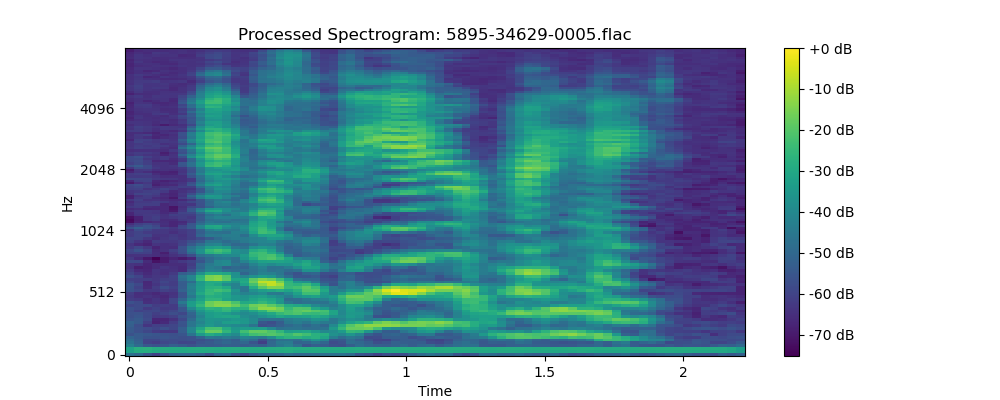 Processed Spectrogram: 5895-34629-0005.flac
+0 dB
4096
-10 dB
-20 dB
2048
-30 dB
Hz
1024
-40 dB
-50 dB
512
-60 dB
-70 dB
0
0 0.5 1 1.5 2
Time